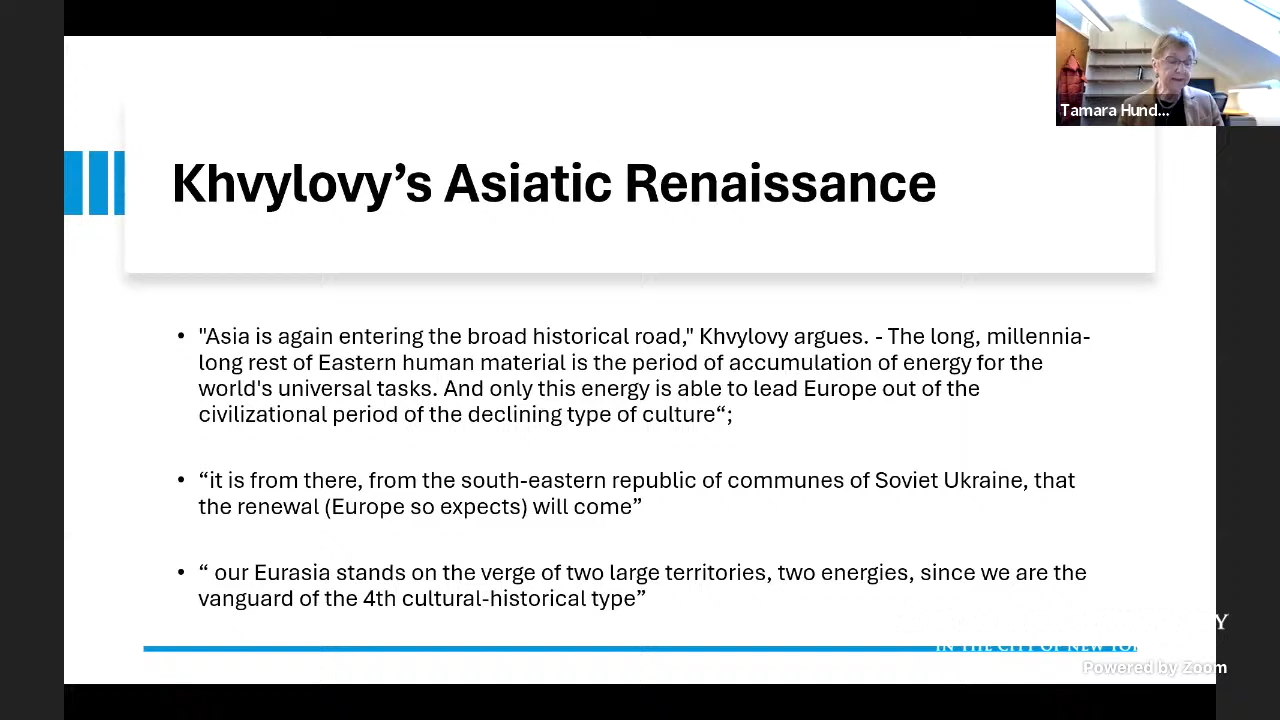 Tamara Hund...
Khvylovy’s Asiatic Renaissance
• "Asia is again entering the broad historical road," Khvylovy argues. - The long, millennia-
long rest of Eastern human material is the period of accumulation of energy for the
world's universal tasks. And only this energy is able to lead Europe out of the
civilizational period of the declining type of culture“;
• “it is from there, from the south-eastern republic of communes of Soviet Ukraine, that
the renewal (Europe so expects) will come”
• “ our Eurasia stands on the verge of two large territories, two energies, since we are the
vanguard of the 4th cultural-historical type”
IN THE CITY OF NEW
Powered by Zoom